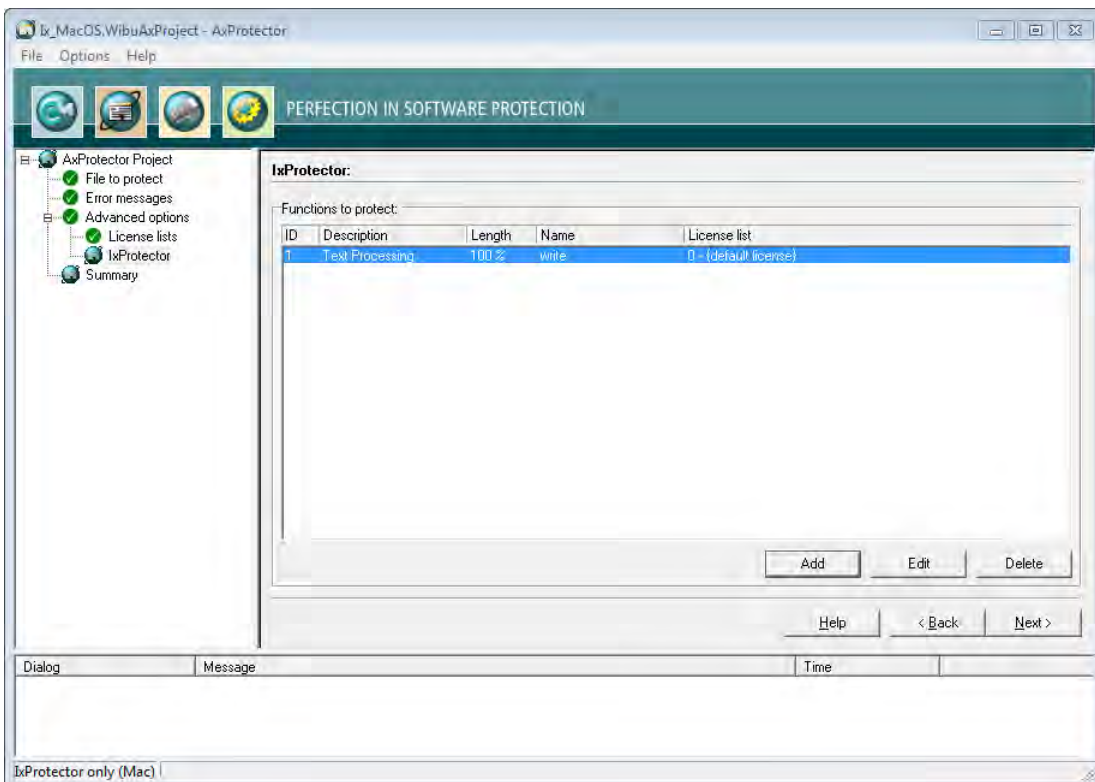 Ix_MacOS.WibuAxProject - AxProtector
File Options Help
PERFECTION IN SOFTWARE PROTECTION
AxProtector Project
File to protect
Error messages
Advanced options
License lists
IxProtector
Summary
IxProtector:
Functions to protect:
ID Description Length Name License list
1 Text Processing 100 % write 0 - (default license)
Add Edit Delete
Help < Back Next >
Dialog Message Time
IxProtector only (Mac)